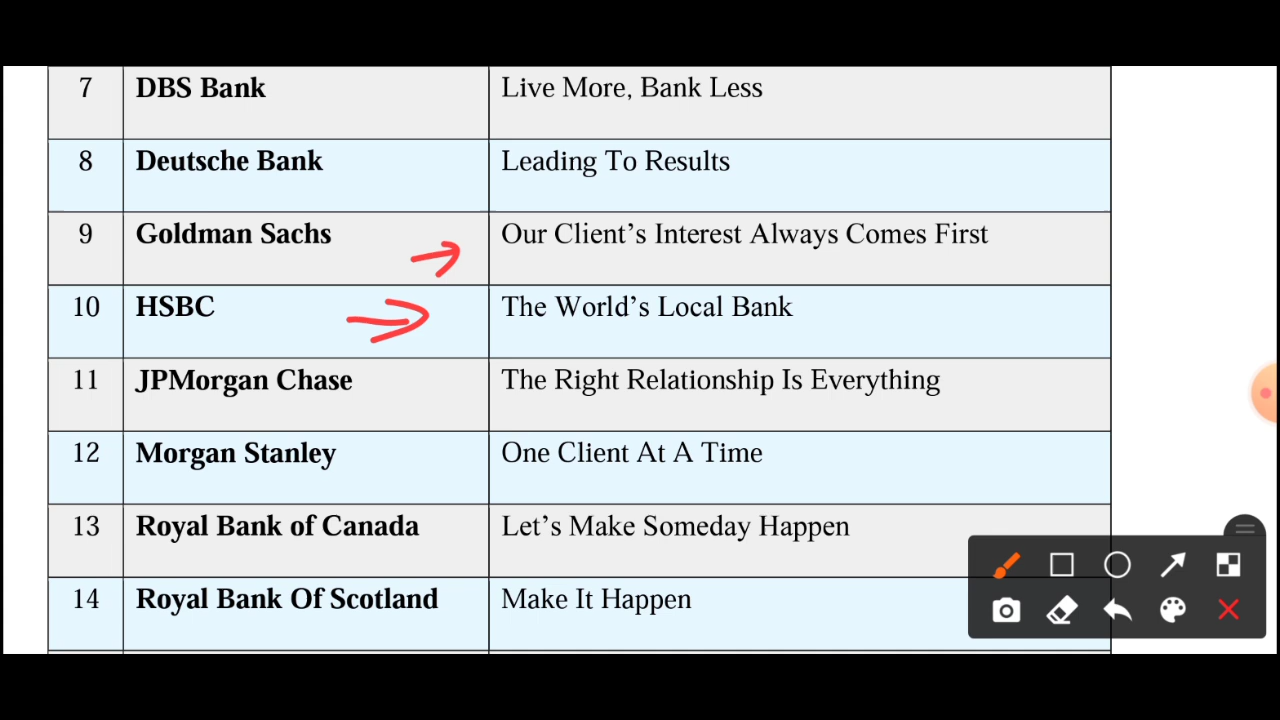 7 DBS Bank Live More, Bank Less
8 Deutsche Bank Leading To Results
9 Goldman Sachs Our Client’s Interest Always Comes First
10 HSBC The World’s Local Bank
11 JPMorgan Chase The Right Relationship Is Everything
12 Morgan Stanley One Client At A Time
13 Royal Bank of Canada Let’s Make Someday Happen
14 Royal Bank Of Scotland Make It Happen